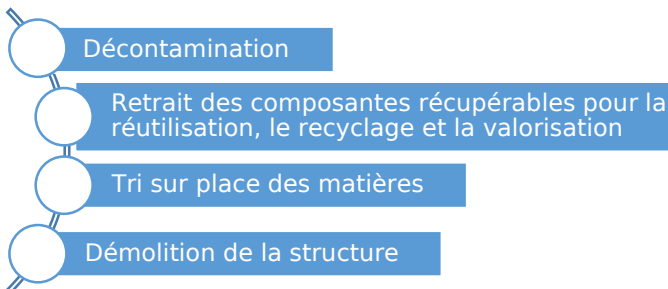 Décontamination
Retrait des composantes récupérables pour la
réutilisation, le recyclage et la valorisation
Tri sur place des matières
Démolition de la structure